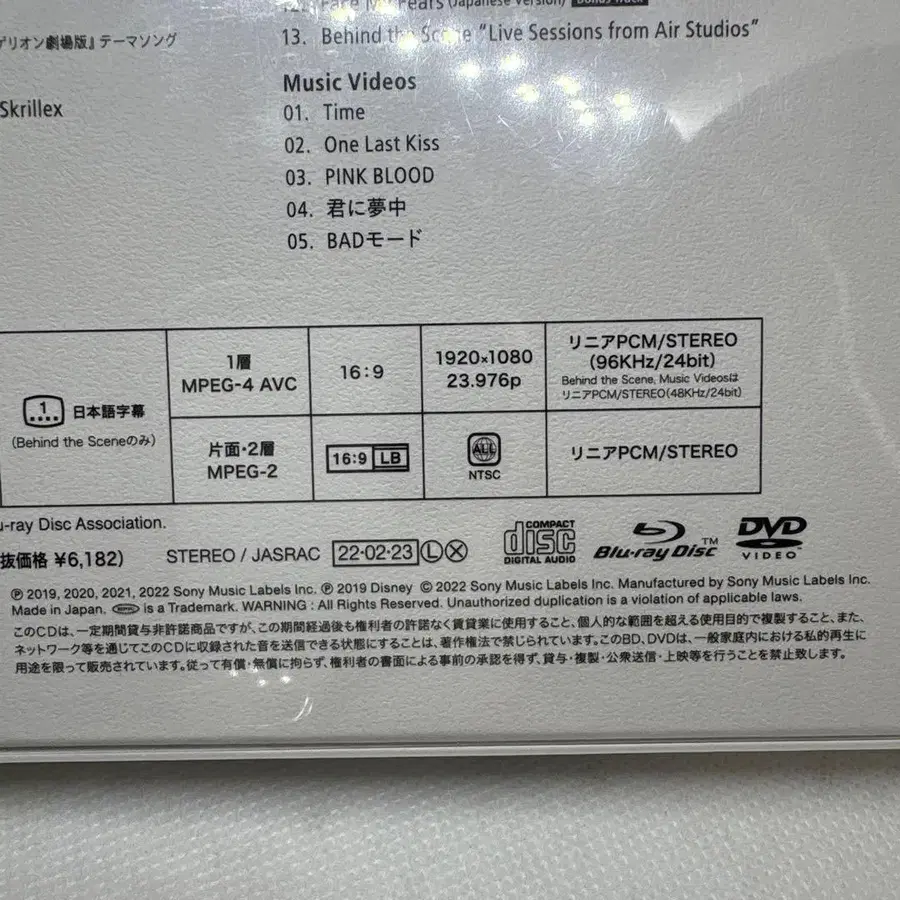 12. Face My Fears (Japanese Version) Bonus Track
13. Behind the Scene "Live Sessions from Air Studios"
ゲリオン劇場版』テーマソング
Music Videos
Skrillex
01. Time
02. One Last Kiss
03. PINK BLOOD
04. 君に夢中
05. BADモード
1 日本語字幕
(Behind the Sceneのみ)
1層
MPEG-4 AVC
16:9
1920×1080
23.976p
リニアPCM/STEREO
(96KHz/24bit)
Behind the Scene, Music Videosは
リニアPCM/STEREO(48KHz/24bit)
片面・2層
MPEG-2
16:9 LB
ALL
NTSC
リニアPCM/STEREO
u-ray Disc Association.
抜価格 ¥6,182)
STEREO / JASRAC 22・02・23 Ⓛ Ⓧ
COMPACT
disc
DIGITAL AUDIO
Blu-ray Disc™
DVD
VIDEO™
℗ 2019, 2020, 2021, 2022 Sony Music Labels Inc. ℗ 2019 Disney © 2022 Sony Music Labels Inc. Manufactured by Sony Music Labels Inc.
Made in Japan. epic is a Trademark. WARNING : All Rights Reserved. Unauthorized duplication is a violation of applicable laws.
このCDは、一定期間貸与非許諾商品ですが、この期間経過後も権利者の許諾なく賃貸業に使用すること、個人的な範囲を超える使用目的で複製すること、また、
ネットワーク等を通じてこのCDに収録された音を送信できる状態にすることは、著作権法で禁じられています。このBD、DVDは、一般家庭内における私的再生に
用途を限って販売されています。従って有償・無償に拘らず、権利者の書面による事前の承認を得ず、貸与・複製・公衆送信・上映等を行うことを禁止致します。